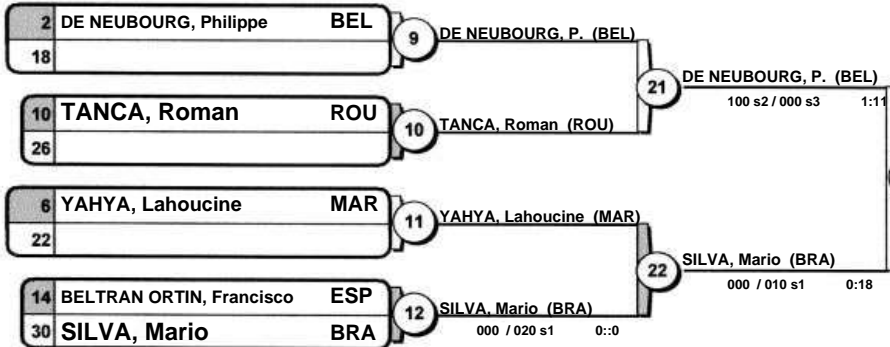 2 DE NEUBOURG, Philippe BEL
18
9
DE NEUBOURG, P. (BEL)
21
DE NEUBOURG, P. (BEL)
100 s2 / 000 s3 1:11
10 TANCA, Roman ROU
26
10
TANCA, Roman (ROU)
6 YAHYA, Lahoucine MAR
22
11
YAHYA, Lahoucine (MAR)
22
SILVA, Mario (BRA)
000 / 010 s1 0:18
14 BELTRAN ORTIN, Francisco ESP
30 SILVA, Mario BRA
12
SILVA, Mario (BRA)
000 / 020 s1 0::0